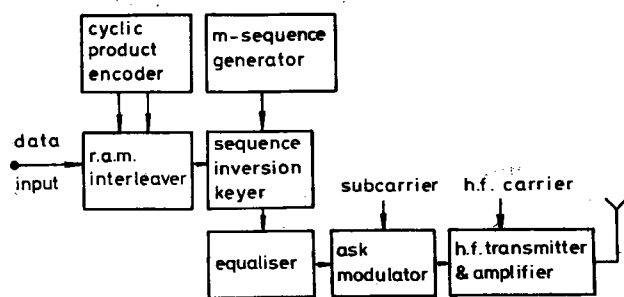 cyclic
product
encoder
m-sequence
generator
data
input
r.a.m.
interleaver
sequence
inversion
keyer
subcarrier
h.f. carrier
equaliser
ask
modulator
h.f. transmitter
& amplifier